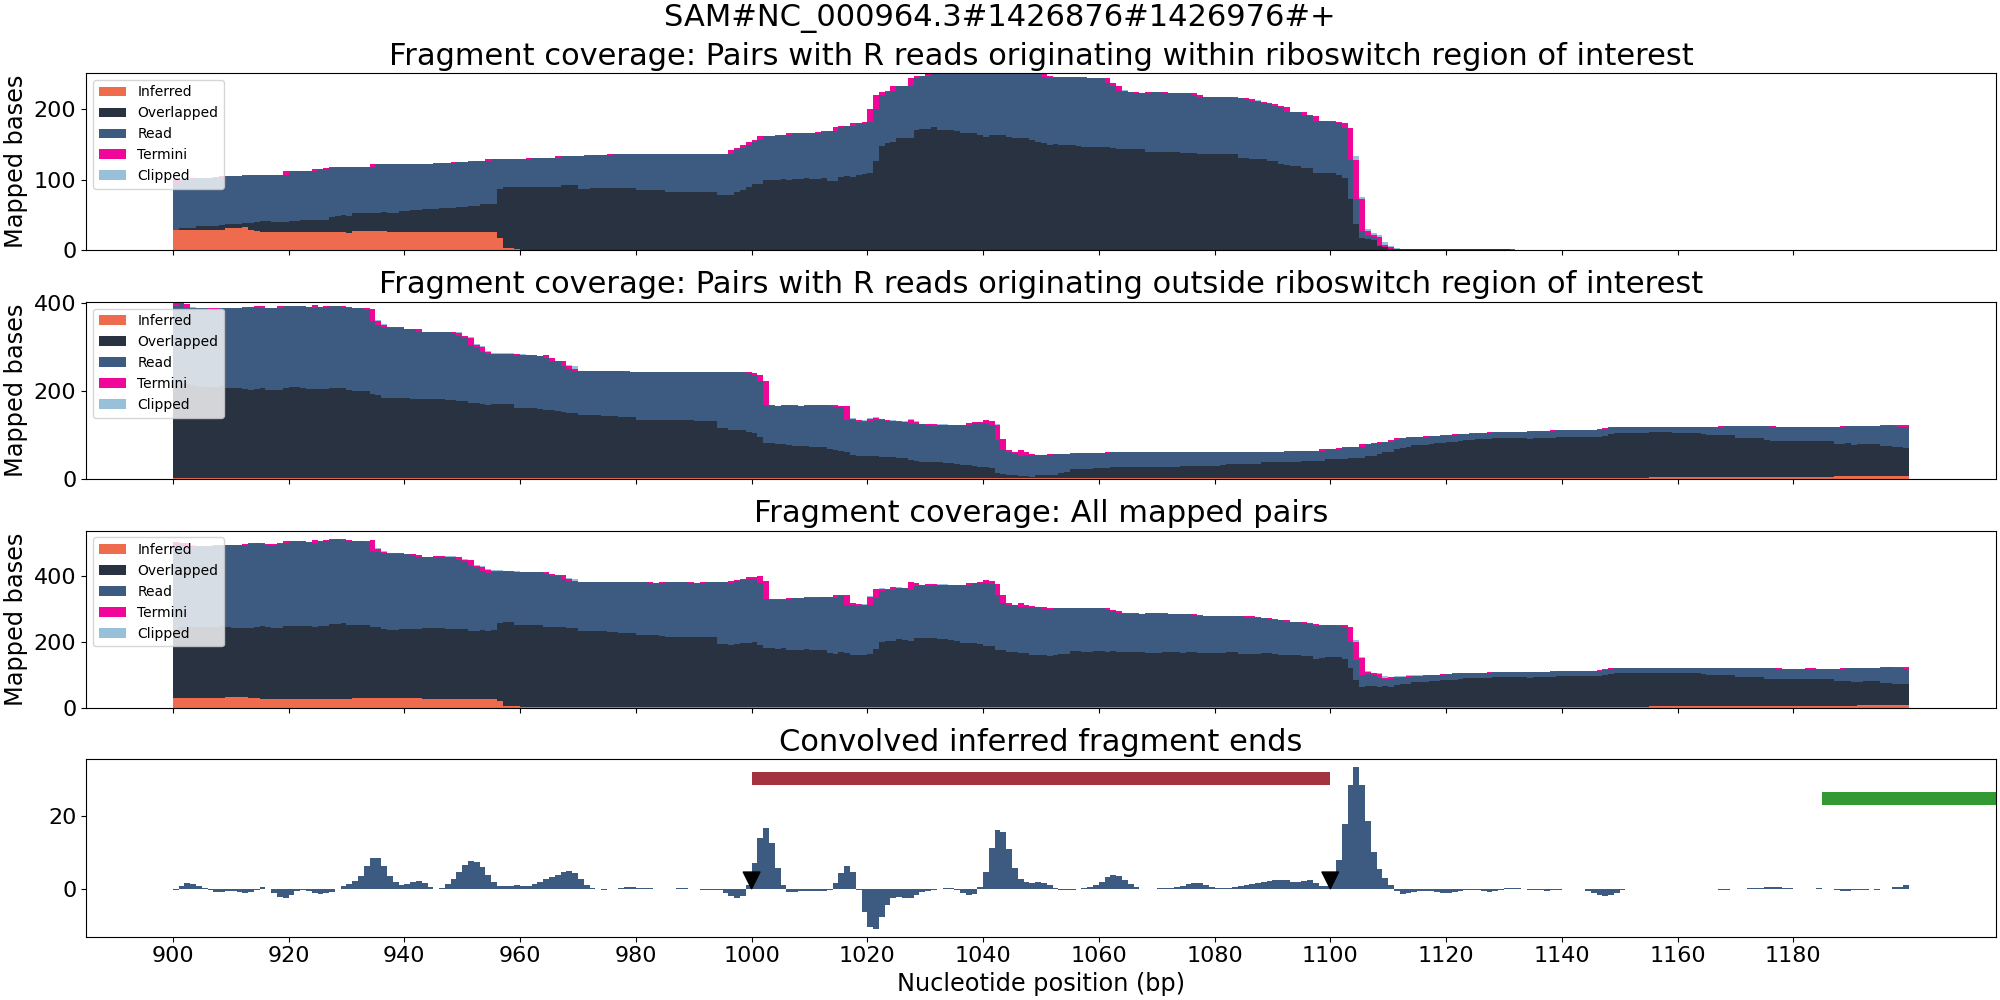 SAM#NC_000964.3#1426876#1426976#+
Fragment coverage: Pairs with R reads originating within riboswitch region of interest
Mapped bases
200
100
0
Inferred
Overlapped
Read
Termini
Clipped
Fragment coverage: Pairs with R reads originating outside riboswitch region of interest
Mapped bases
400
200
0
Inferred
Overlapped
Read
Termini
Clipped
Fragment coverage: All mapped pairs
Mapped bases
400
200
0
Inferred
Overlapped
Read
Termini
Clipped
Convolved inferred fragment ends
20
0
900 920 940 960 980 1000 1020 1040 1060 1080 1100 1120 1140 1160 1180
Nucleotide position (bp)